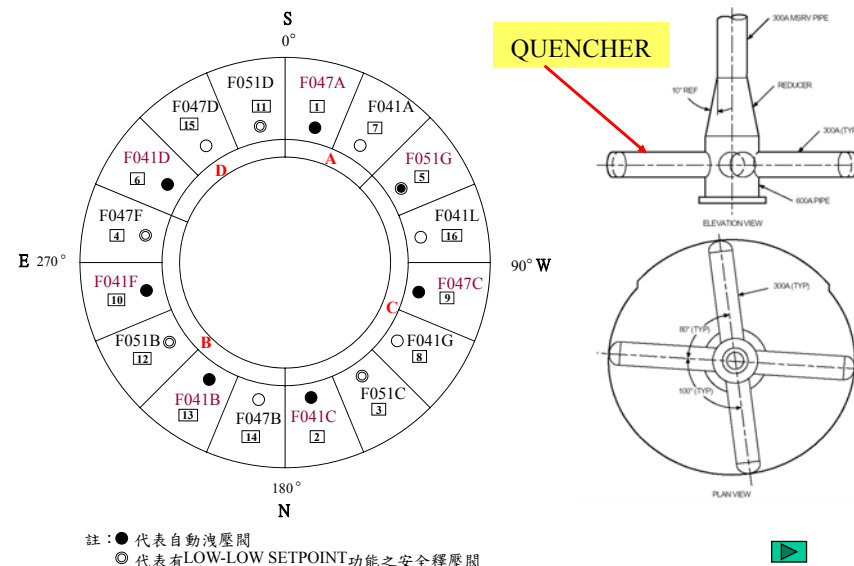 S
0°
F051D
11
F047A
1
F047D
15
F041A
7
F041D
6
F051G
5
D
A
F047F
4
F041L
16
E 270°
90° W
F041F
10
F047C
9
C
F051B
12
B
F041G
8
F041B
13
F051C
3
F047B
14
F041C
2
180°
N
註：● 代表自動洩壓閥
◎ 代表有LOW-LOW SETPOINT功能之安全釋壓閥
QUENCHER
300A MSRV PIPE
10° REF
REDUCER
300A (TYP
600A PIPE
ELEVATION VIEW
300A (TYP)
80° (TYP)
100° (TYP)
PLAN VIEW